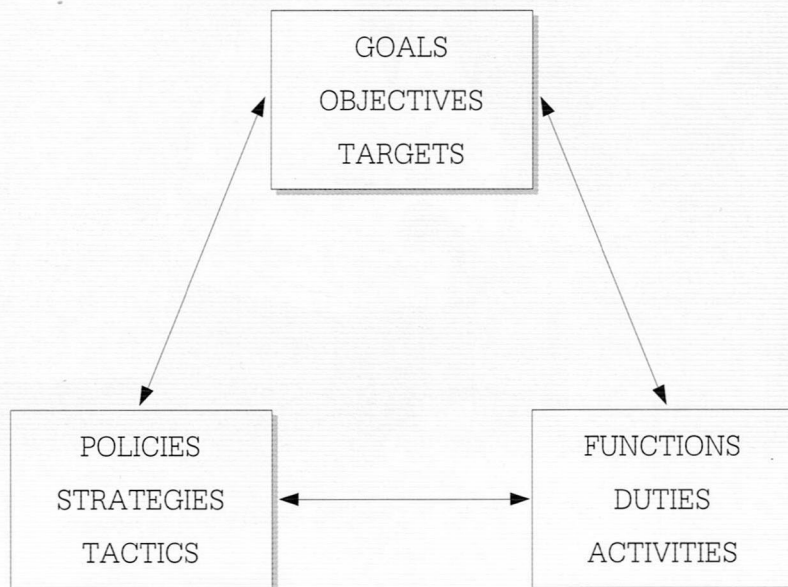 GOALS
OBJECTIVES
TARGETS
POLICIES
STRATEGIES
TACTICS
FUNCTIONS
DUTIES
ACTIVITIES